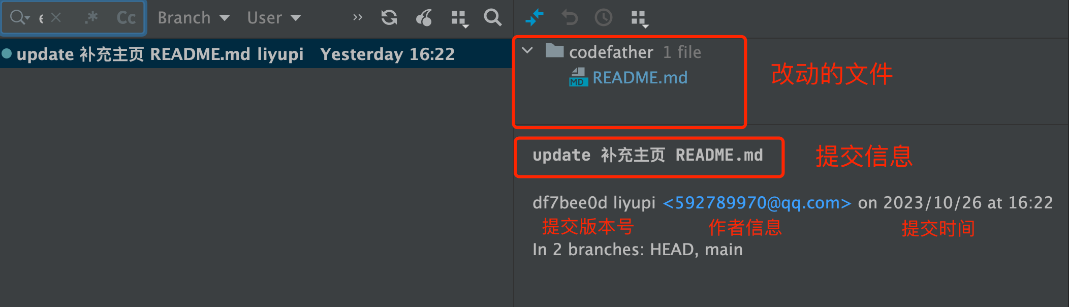 e .* Cc Branch User »
update 补充主页 README.md liyupi Yesterday 16:22
codefather 1 file
MD README.md
改动的文件
update 补充主页 README.md
提交信息
df7bee0d liyupi <592789970@qq.com> on 2023/10/26 at 16:22
提交版本号 作者信息 提交时间
In 2 branches: HEAD, main